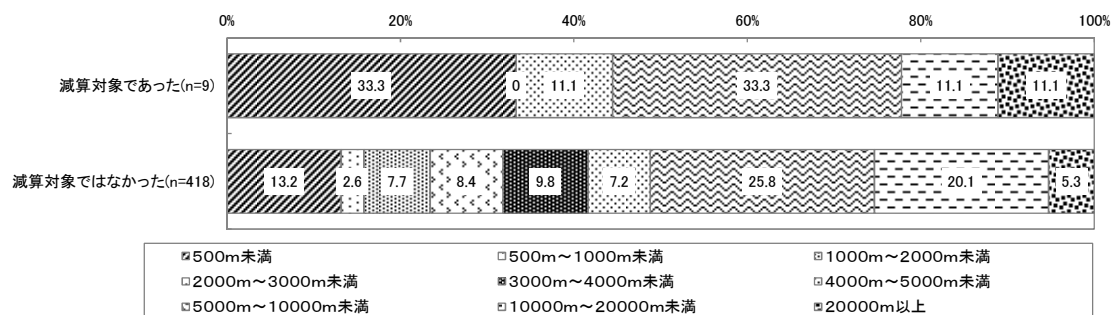 0% 20% 40% 60% 80% 100%
減算対象であった(n=9) 33.3 0 11.1 33.3 11.1 11.1
減算対象ではなかった(n=418) 13.2 2.6 7.7 8.4 9.8 7.2 25.8 20.1 5.3
500m未満 500m～1000m未満 1000m～2000m未満
2000m～3000m未満 3000m～4000m未満 4000m～5000m未満
5000m～10000m未満 10000m～20000m未満 20000m以上